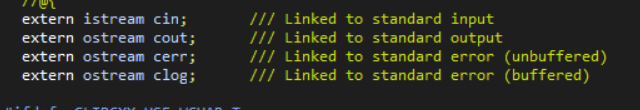 //@{
extern istream cin; /// Linked to standard input
extern ostream cout; /// Linked to standard output
extern ostream cerr; /// Linked to standard error (unbuffered)
extern ostream clog; /// Linked to standard error (buffered)